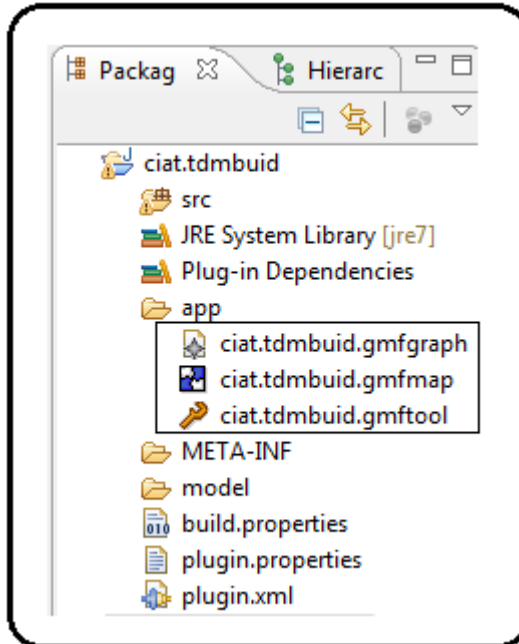 Packag Hierarc
ciat.tdmbuid
src
JRE System Library [jre7]
Plug-in Dependencies
app
ciat.tdmbuid.gmfgraph
ciat.tdmbuid.gmfmap
ciat.tdmbuid.gmftool
META-INF
model
010 build.properties
plugin.properties
plugin.xml